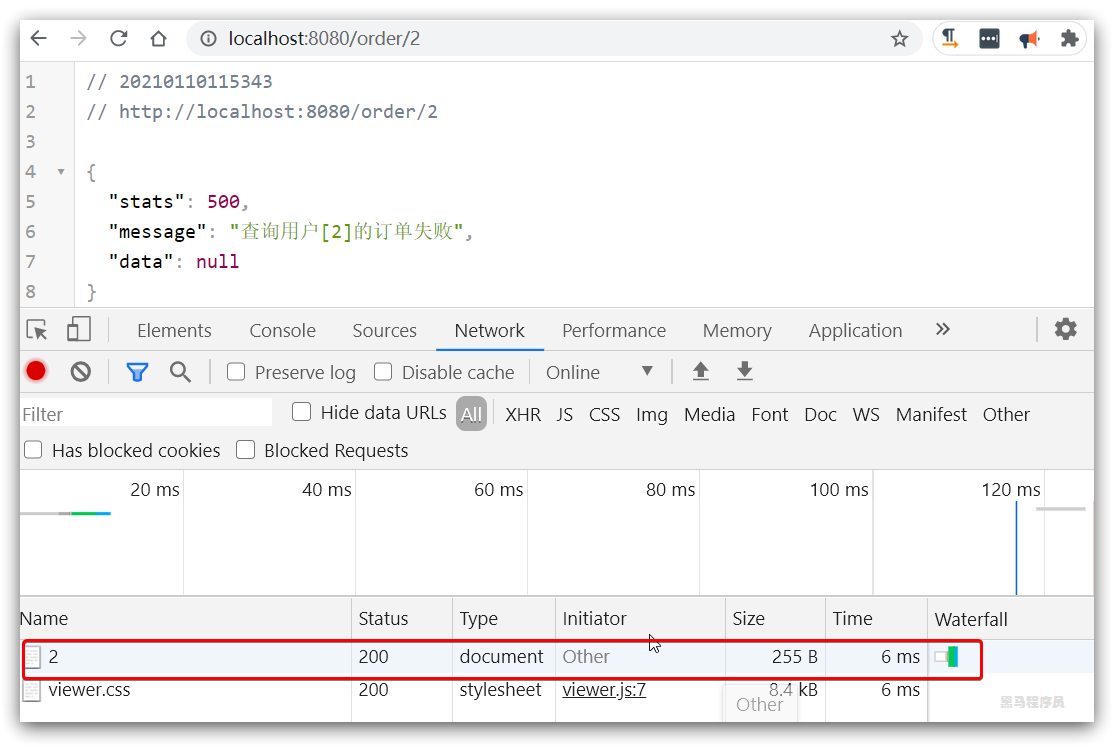 localhost:8080/order/2
1 // 20210110115343
2 // http://localhost:8080/order/2
3
4 {
5 "stats": 500,
6 "message": "查询用户[2]的订单失败",
7 "data": null
8 }
Elements Console Sources Network Performance Memory Application »
Preserve log Disable cache Online
Filter Hide data URLs All XHR JS CSS Img Media Font Doc WS Manifest Other
Has blocked cookies Blocked Requests
20 ms 40 ms 60 ms 80 ms 100 ms 120 ms
Name Status Type Initiator Size Time Waterfall
2 200 document Other 255 B 6 ms
viewer.css 200 stylesheet viewer.js:7 8.4 kB 6 ms
Other
黑马程序员